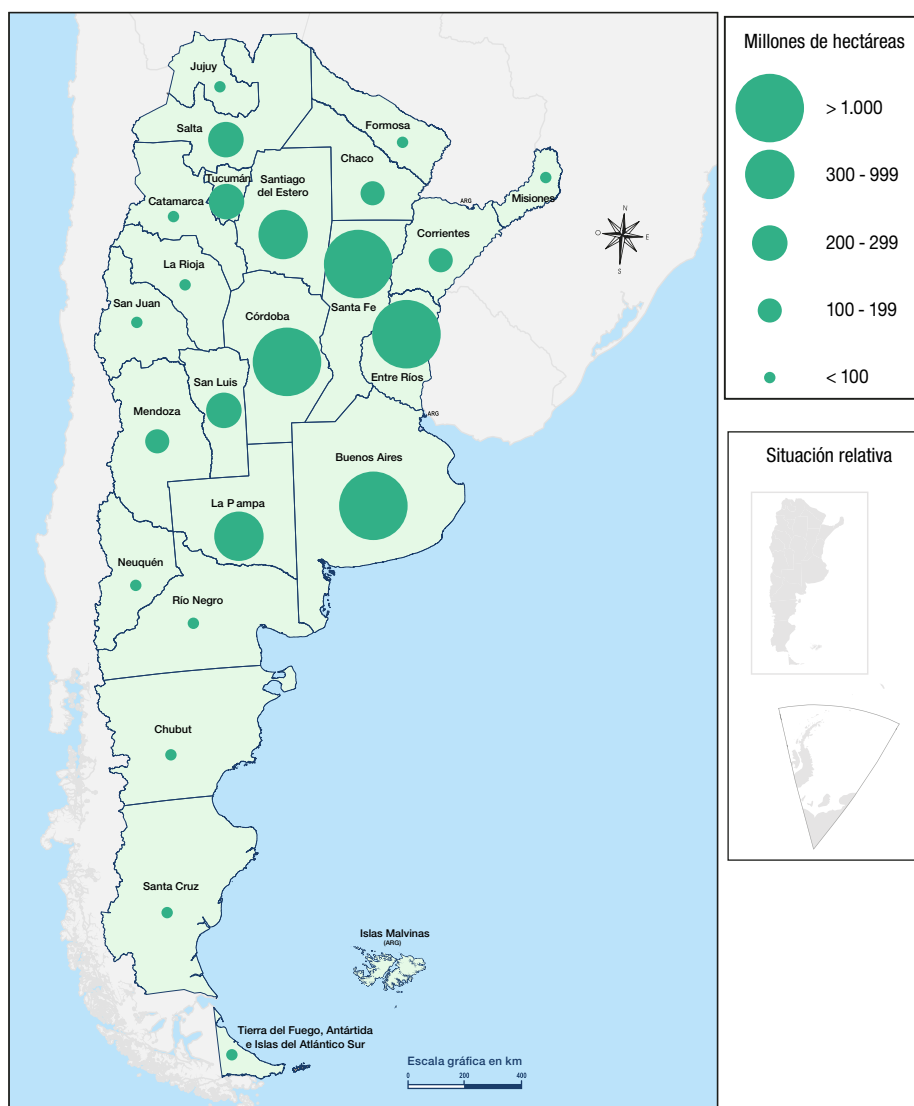 Jujuy
Salta
Formosa
Chaco
Tucumán
Santiago
del Estero
Catamarca
Misiones
ARG
Corrientes
La Rioja
San Juan
Santa Fe
Córdoba
Entre Ríos
San Luis
Mendoza
ARG
Buenos Aires
La Pampa
Neuquén
Río Negro
Chubut
Santa Cruz
Islas Malvinas
(ARG)
Tierra del Fuego, Antártida
e Islas del Atlántico Sur
Escala gráfica en km
0 200 400
N
O E
S
Millones de hectáreas
> 1.000
300 - 999
200 - 299
100 - 199
< 100
Situación relativa